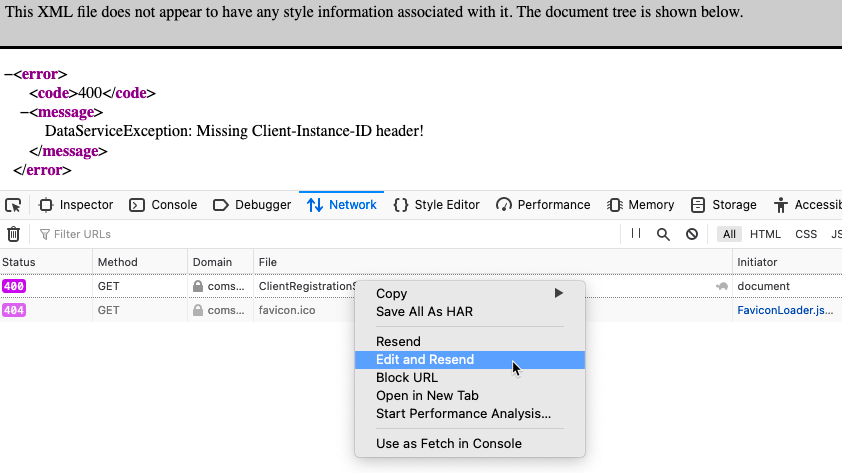 This XML file does not appear to have any style information associated with it. The document tree is shown below.
–<error>
<code>400</code>
–<message>
DataServiceException: Missing Client-Instance-ID header!
</message>
</error>
Inspector Console Debugger Network {} Style Editor Performance Memory Storage Accessib
Filter URLs All HTML CSS JS
Status Method Domain File Initiator
400 GET coms... ClientRegistrationS document
404 GET coms... favicon.ico FaviconLoader.js...
Copy
Save All As HAR
Resend
Edit and Resend
Block URL
Open in New Tab
Start Performance Analysis...
Use as Fetch in Console